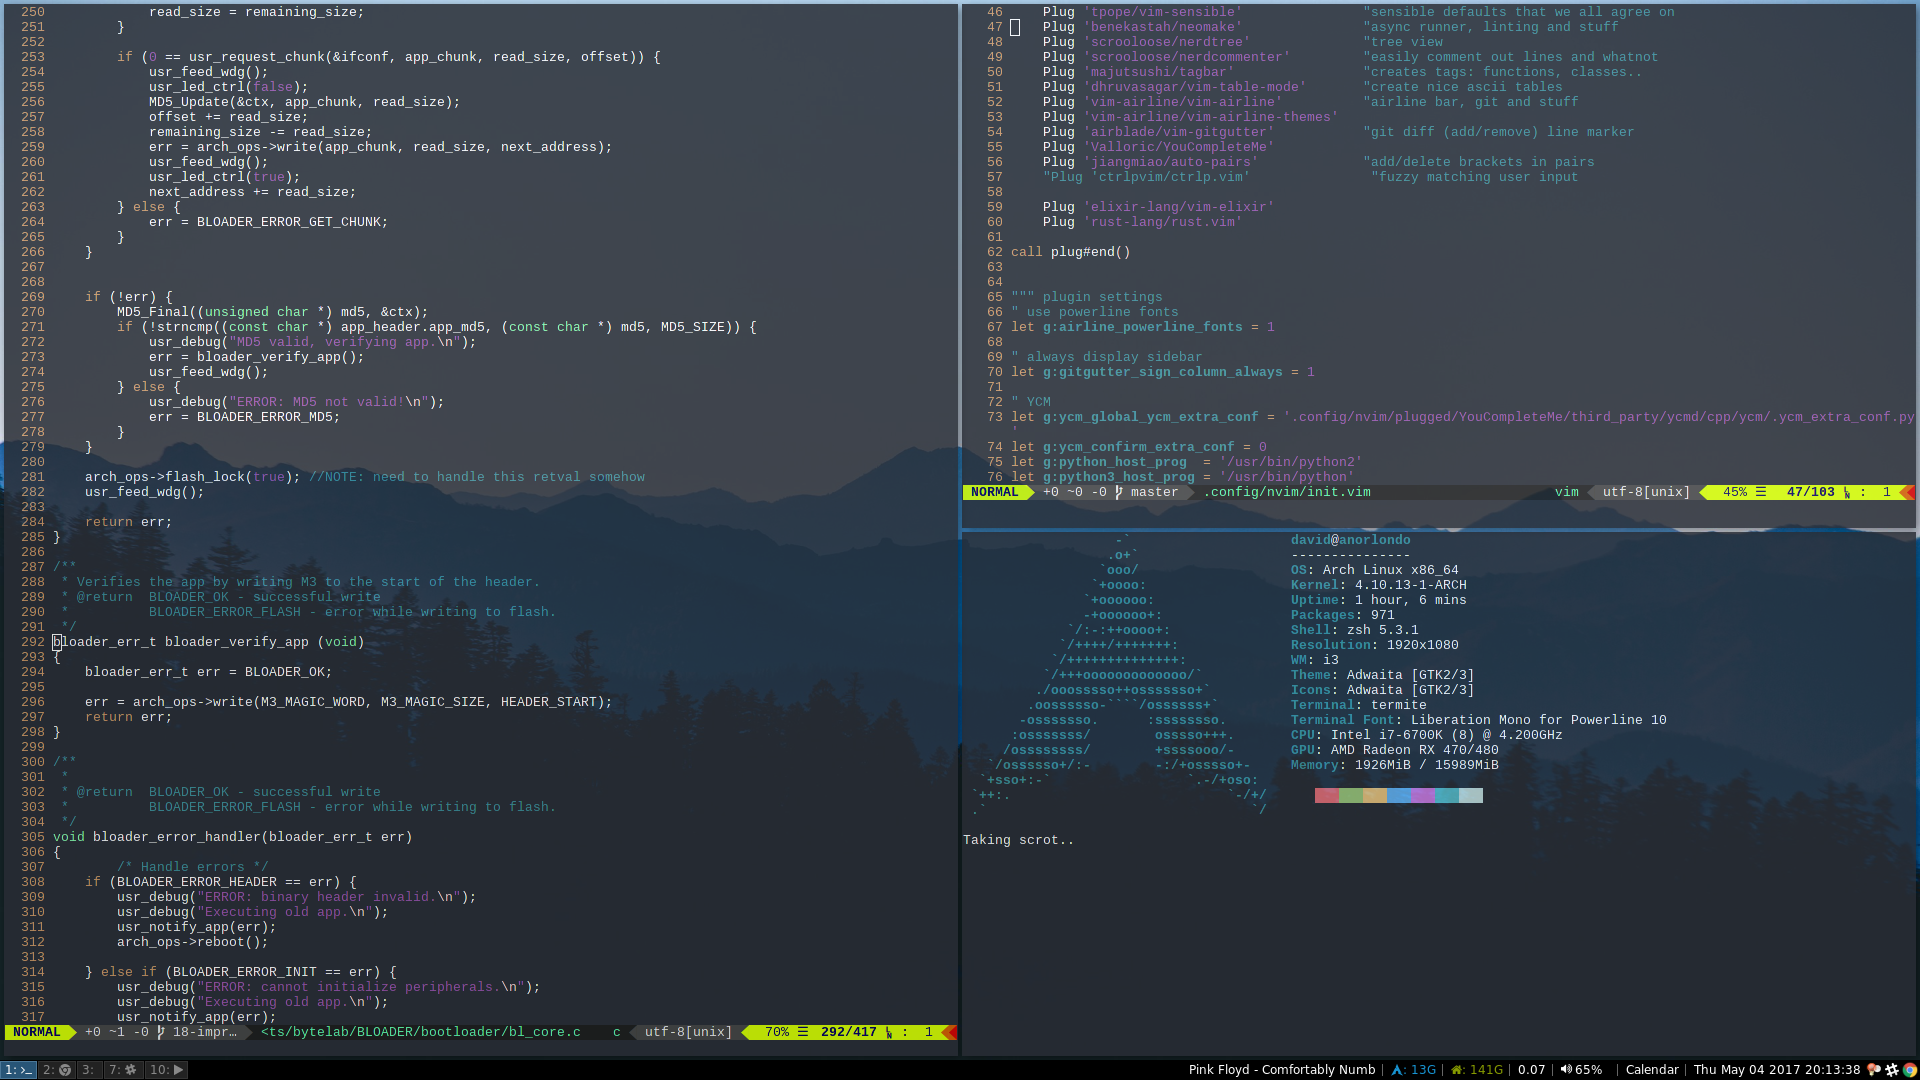 250             read_size = remaining_size;
251         }
252
253         if (0 == usr_request_chunk(&ifconf, app_chunk, read_size, offset)) {
254             usr_feed_wdg();
255             usr_led_ctrl(false);
256             MD5_Update(&ctx, app_chunk, read_size);
257             offset += read_size;
258             remaining_size -= read_size;
259             err = arch_ops->write(app_chunk, read_size, next_address);
260             usr_feed_wdg();
261             usr_led_ctrl(true);
262             next_address += read_size;
263         } else {
264             err = BLOADER_ERROR_GET_CHUNK;
265         }
266     }
267
268
269     if (!err) {
270         MD5_Final((unsigned char *) md5, &ctx);
271         if (!strncmp((const char *) app_header.app_md5, (const char *) md5, MD5_SIZE)) {
272             usr_debug("MD5 valid, verifying app.\n");
273             err = bloader_verify_app();
274             usr_feed_wdg();
275         } else {
276             usr_debug("ERROR: MD5 not valid!\n");
277             err = BLOADER_ERROR_MD5;
278         }
279     }
280
281     arch_ops->flash_lock(true); //NOTE: need to handle this retval somehow
282     usr_feed_wdg();
283
284     return err;
285 }
286
287 /**
288  * Verifies the app by writing M3 to the start of the header.
289  * @return  BLOADER_OK - successful write
290  *          BLOADER_ERROR_FLASH - error while writing to flash.
291  */
292 bloader_err_t bloader_verify_app (void)
293 {
294     bloader_err_t err = BLOADER_OK;
295
296     err = arch_ops->write(M3_MAGIC_WORD, M3_MAGIC_SIZE, HEADER_START);
297     return err;
298 }
299
300 /**
301  *
302  * @return  BLOADER_OK - successful write
303  *          BLOADER_ERROR_FLASH - error while writing to flash.
304  */
305 void bloader_error_handler(bloader_err_t err)
306 {
307         /* Handle errors */
308     if (BLOADER_ERROR_HEADER == err) {
309         usr_debug("ERROR: binary header invalid.\n");
310         usr_debug("Executing old app.\n");
311         usr_notify_app(err);
312         arch_ops->reboot();
313
314     } else if (BLOADER_ERROR_INIT == err) {
315         usr_debug("ERROR: cannot initialize peripherals.\n");
316         usr_debug("Executing old app.\n");
317         usr_notify_app(err);
NORMAL  +0 ~1 -0  18-impr…  <ts/bytelab/BLOADER/bootloader/bl_core.c    c  utf-8[unix]  70% ☰  292/417 :  1
46     Plug 'tpope/vim-sensible'               "sensible defaults that we all agree on
47     Plug 'benekastah/neomake'               "async runner, linting and stuff
48     Plug 'scrooloose/nerdtree'              "tree view
49     Plug 'scrooloose/nerdcommenter'         "easily comment out lines and whatnot
50     Plug 'majutsushi/tagbar'                "creates tags: functions, classes..
51     Plug 'dhruvasagar/vim-table-mode'       "create nice ascii tables
52     Plug 'vim-airline/vim-airline'          "airline bar, git and stuff
53     Plug 'vim-airline/vim-airline-themes'
54     Plug 'airblade/vim-gitgutter'           "git diff (add/remove) line marker
55     Plug 'Valloric/YouCompleteMe'
56     Plug 'jiangmiao/auto-pairs'             "add/delete brackets in pairs
57     "Plug 'ctrlpvim/ctrlp.vim'               "fuzzy matching user input
58
59     Plug 'elixir-lang/vim-elixir'
60     Plug 'rust-lang/rust.vim'
61
62 call plug#end()
63
64
65 """ plugin settings
66 " use powerline fonts
67 let g:airline_powerline_fonts = 1
68
69 " always display sidebar
70 let g:gitgutter_sign_column_always = 1
71
72 " YCM
73 let g:ycm_global_ycm_extra_conf = '.config/nvim/plugged/YouCompleteMe/third_party/ycmd/cpp/ycm/.ycm_extra_conf.py
'
74 let g:ycm_confirm_extra_conf = 0
75 let g:python_host_prog  = '/usr/bin/python2'
76 let g:python3_host_prog = '/usr/bin/python'
NORMAL  +0 ~0 -0  master  .config/nvim/init.vim  vim  utf-8[unix]  45% ☰  47/103 :  1
                  -`                    david@anorlondo
                 .o+`                   ---------------
                `ooo/                   OS: Arch Linux x86_64
               `+oooo:                  Kernel: 4.10.13-1-ARCH
              `+oooooo:                 Uptime: 1 hour, 6 mins
              -+oooooo+:                Packages: 971
            `/:-:++oooo+:               Shell: zsh 5.3.1
           `/++++/+++++++:              Resolution: 1920x1080
          `/++++++++++++++:             WM: i3
         `/+++ooooooooooooo/`           Theme: Adwaita [GTK2/3]
        ./ooosssso++osssssso+`          Icons: Adwaita [GTK2/3]
       .oossssso-````/ossssss+`         Terminal: termite
      -osssssso.      :ssssssso.        Terminal Font: Liberation Mono for Powerline 10
     :osssssss/        osssso+++.       CPU: Intel i7-6700K (8) @ 4.200GHz
    /ossssssss/        +ssssooo/-       GPU: AMD Radeon RX 470/480
  `/ossssso+/:-        -:/+osssso+-     Memory: 1926MiB / 15989MiB
 `+sso+:-`                 `.-/+oso:
`++:.                           `-/+/
.`                                 `/
Taking scrot..
1:>_  2:  3:  7:  10:
Pink Floyd - Comfortably Numb | 13G | 141G | 0.07 | 65% | Calendar | Thu May 04 2017 20:13:38